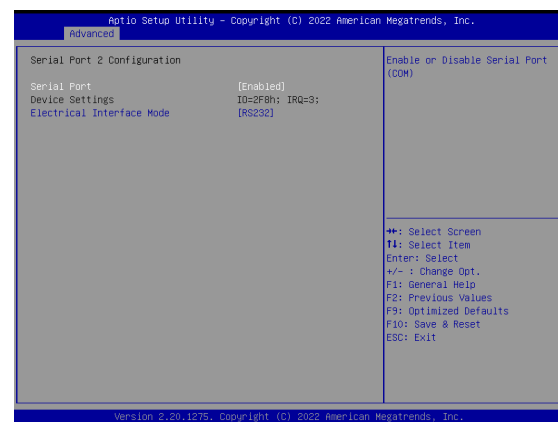 Aptio Setup Utility – Copyright (C) 2022 American Megatrends, Inc.
Advanced
Serial Port 2 Configuration
Serial Port [Enabled]
Device Settings IO=2F8h; IRQ=3;
Electrical Interface Mode [RS232]
Enable or Disable Serial Port
(COM)
→←: Select Screen
↑↓: Select Item
Enter: Select
+/- : Change Opt.
F1: General Help
F2: Previous Values
F9: Optimized Defaults
F10: Save & Reset
ESC: Exit
Version 2.20.1275. Copyright (C) 2022 American Megatrends, Inc.